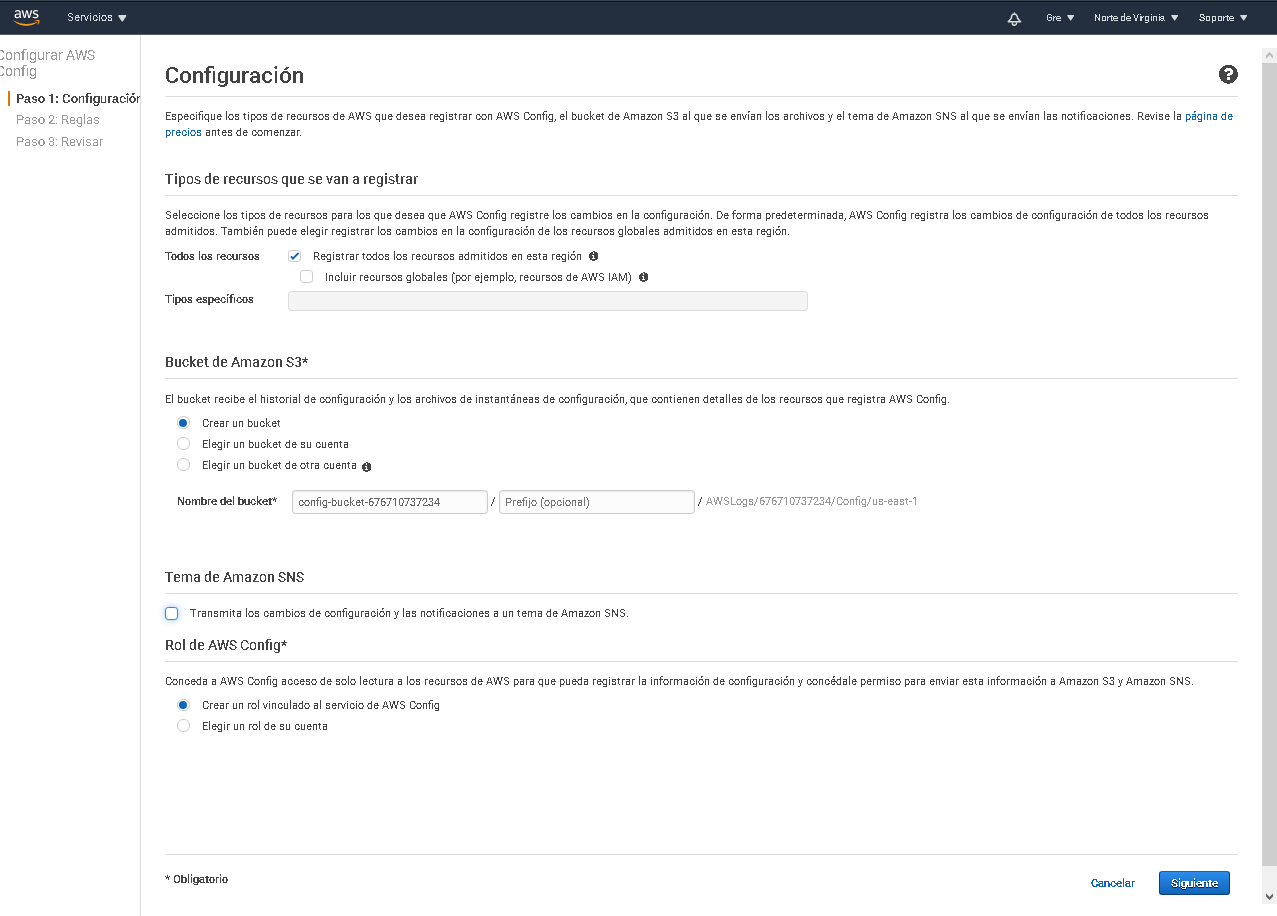 aws Servicios Gre Norte de Virginia Soporte
Configurar AWS
Config
Paso 1: Configuración
Paso 2: Reglas
Paso 3: Revisar
Configuración
Especifique los tipos de recursos de AWS que desea registrar con AWS Config, el bucket de Amazon S3 al que se envían los archivos y el tema de Amazon SNS al que se envían las notificaciones. Revise la página de
precios antes de comenzar.
Tipos de recursos que se van a registrar
Seleccione los tipos de recursos para los que desea que AWS Config registre los cambios en la configuración. De forma predeterminada, AWS Config registra los cambios de configuración de todos los recursos
admitidos. También puede elegir registrar los cambios en la configuración de los recursos globales admitidos en esta región.
Todos los recursos Registrar todos los recursos admitidos en esta región
Incluir recursos globales (por ejemplo, recursos de AWS IAM)
Tipos específicos
Bucket de Amazon S3*
El bucket recibe el historial de configuración y los archivos de instantáneas de configuración, que contienen detalles de los recursos que registra AWS Config.
Crear un bucket
Elegir un bucket de su cuenta
Elegir un bucket de otra cuenta
Nombre del bucket* config-bucket-676710737234 / Prefijo (opcional) / AWSLogs/676710737234/Config/us-east-1
Tema de Amazon SNS
Transmita los cambios de configuración y las notificaciones a un tema de Amazon SNS.
Rol de AWS Config*
Conceda a AWS Config acceso de solo lectura a los recursos de AWS para que pueda registrar la información de configuración y concédale permiso para enviar esta información a Amazon S3 y Amazon SNS.
Crear un rol vinculado al servicio de AWS Config
Elegir un rol de su cuenta
* Obligatorio
Cancelar Siguiente